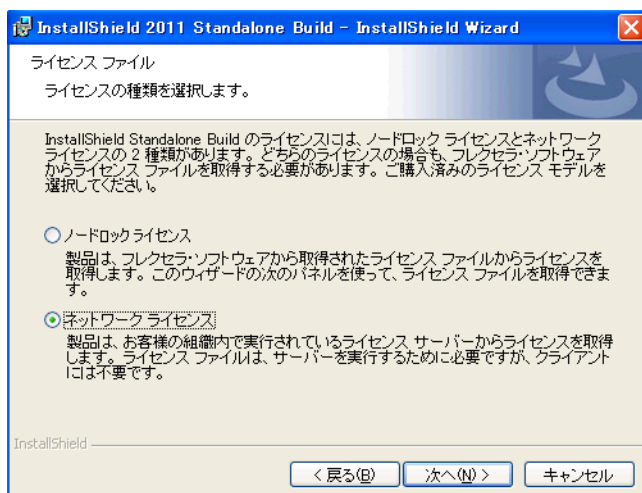 InstallShield 2011 Standalone Build - InstallShield Wizard
ライセンス ファイル
ライセンスの種類を選択します。
InstallShield Standalone Build のライセンスには、ノードロック ライセンスとネットワーク
ライセンスの 2 種類があります。どちらのライセンスの場合も、フレクセラ・ソフトウェア
からライセンス ファイルを取得する必要があります。ご購入済みのライセンス モデルを
選択してください。
ノードロック ライセンス
製品は、フレクセラ・ソフトウェアから取得されたライセンス ファイルからライセンスを
取得します。このウィザードの次のパネルを使って、ライセンス ファイルを取得できま
す。
ネットワーク ライセンス
製品は、お客様の組織内で実行されているライセンス サーバーからライセンスを取得
します。ライセンス ファイルは、サーバーを実行するために必要ですが、クライアント
には不要です。
InstallShield
< 戻る(B) 次へ(N) > キャンセル